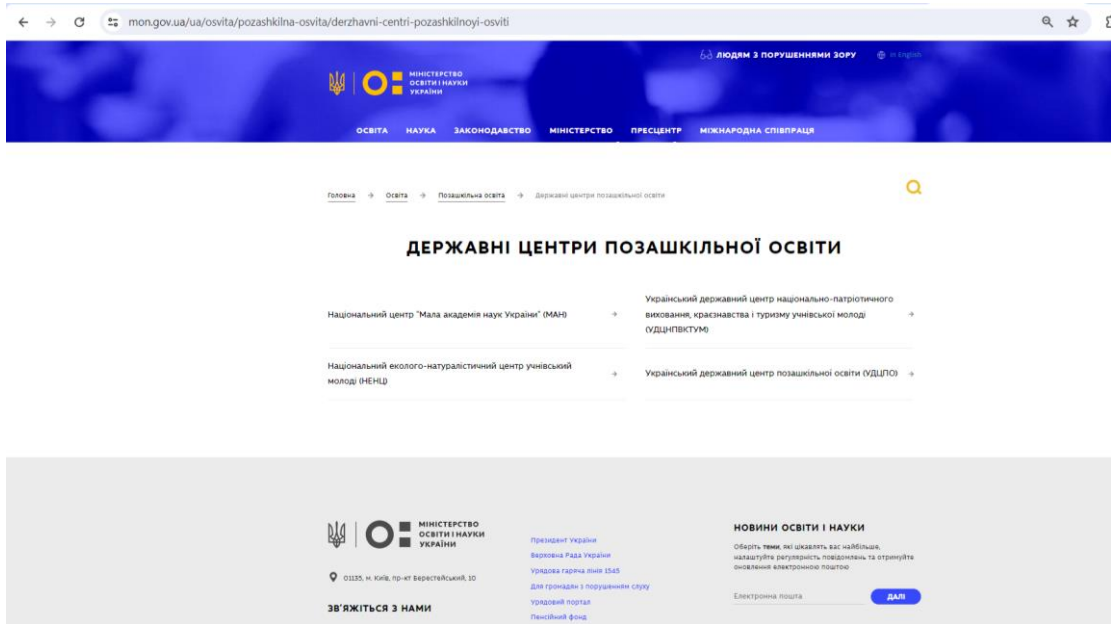 mon.gov.ua/ua/osvita/pozashkilna-osvita/derzhavni-centri-pozashkilnoyi-osviti
ЛЮДЯМ З ПОРУШЕННЯМИ ЗОРУ
In English
МІНІСТЕРСТВО
ОСВІТИ І НАУКИ
УКРАЇНИ
ОСВІТА НАУКА ЗАКОНОДАВСТВО МІНІСТЕРСТВО ПРЕСЦЕНТР МІЖНАРОДНА СПІВПРАЦЯ
Головна → Освіта → Позашкільна освіта → Державні центри позашкільної освіти
ДЕРЖАВНІ ЦЕНТРИ ПОЗАШКІЛЬНОЇ ОСВІТИ
Національний центр "Мала академія наук України" (МАН) →
Український державний центр національно-патріотичного
виховання, краєзнавства і туризму учнівської молоді →
(УДЦНПВКТУМ)
Національний еколого-натуралістичний центр учнівський
молоді (НЕНЦ) →
Український державний центр позашкільної освіти (УДЦПО) →
МІНІСТЕРСТВО
ОСВІТИ І НАУКИ
УКРАЇНИ
01135, м. Київ, пр-кт Берестейський, 10
ЗВ'ЯЖІТЬСЯ З НАМИ
Президент України
Верховна Рада України
Урядова гаряча лінія 1545
Для громадян з порушенням слуху
Урядовий портал
Пенсійний фонд
НОВИНИ ОСВІТИ І НАУКИ
Оберіть теми, які цікавлять вас найбільше,
налаштуйте регулярність повідомлень та отримуйте
оновлення електронною поштою
Електронна пошта
ДАЛІ